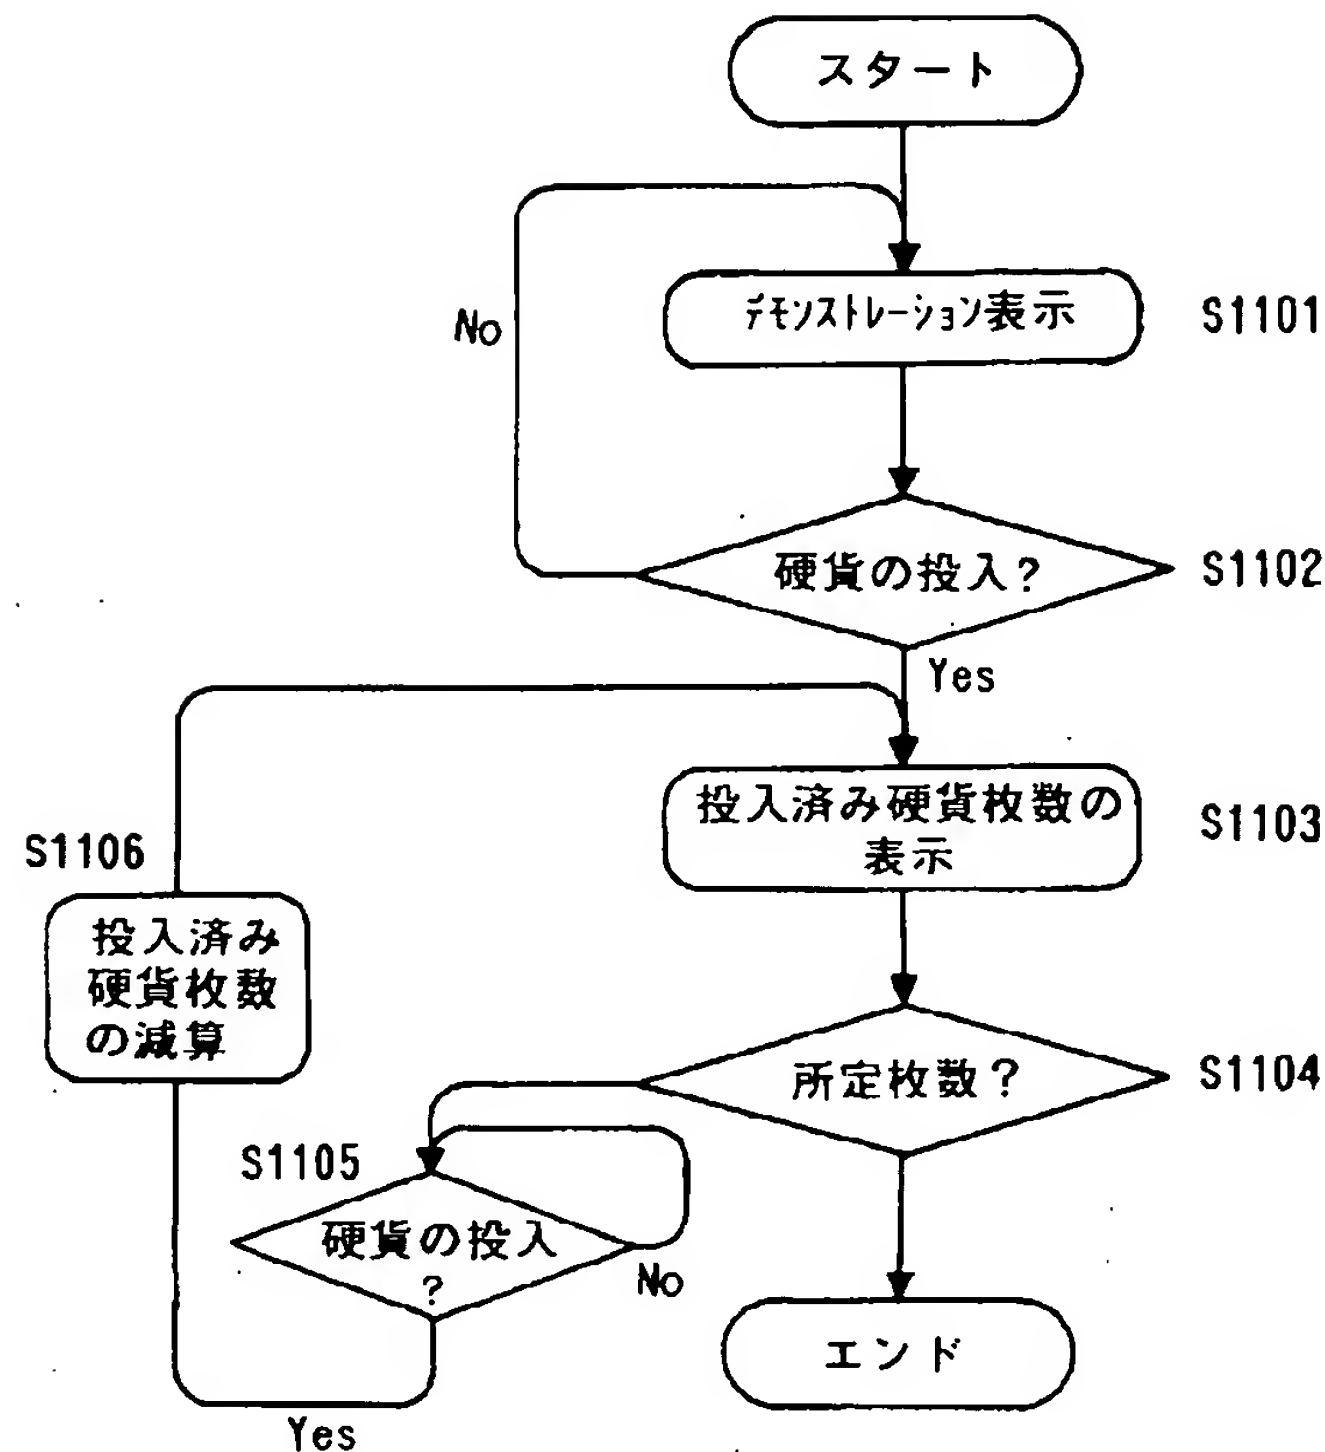 スタート
No
デモンストレーション表示
S1101
硬貨の投入?
S1102
Yes
投入済み硬貨枚数の
表示
S1103
S1106
投入済み
硬貨枚数
の減算
所定枚数?
S1104
S1105
硬貨の投入
?
No
エンド
Yes